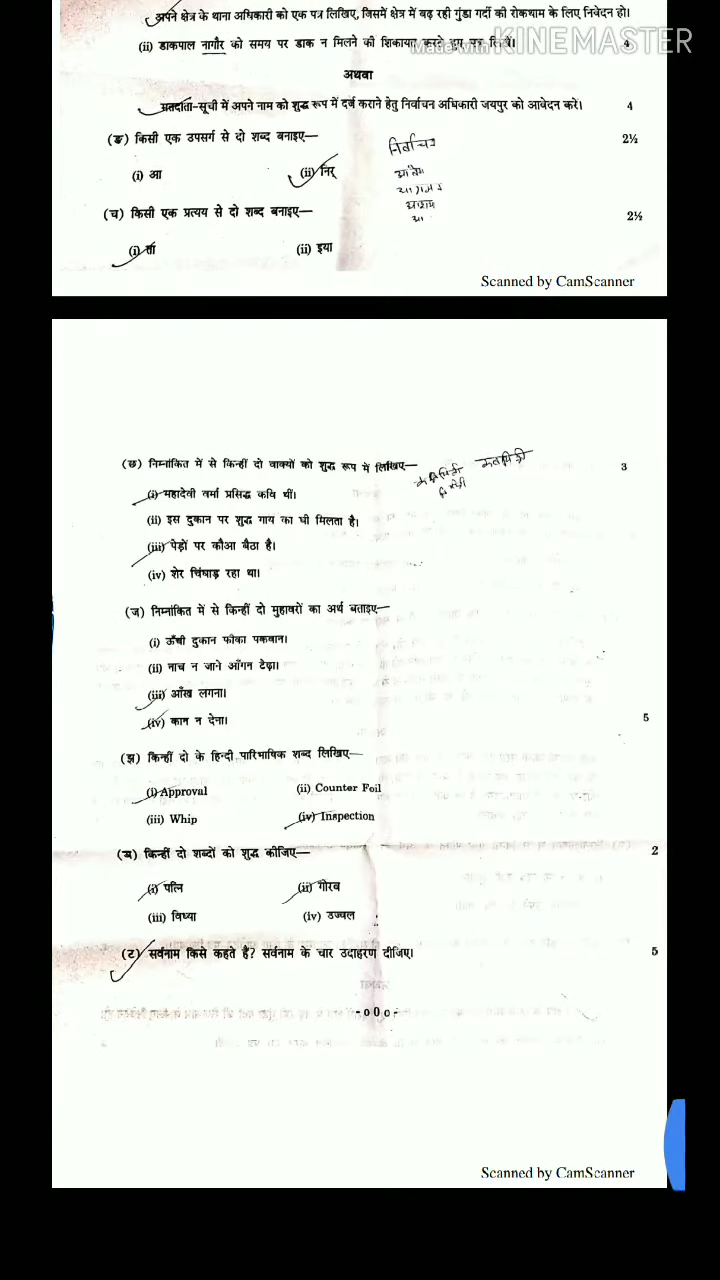 अपने क्षेत्र के थाना अधिकारी को एक पत्र लिखिए, जिसमें क्षेत्र में बढ़ रही गुंडा गर्दी की रोकथाम के लिए निवेदन हो।
(ii) डाकपाल नागौर को समय पर डाक न मिलने की शिकायत करते हुए पत्र लिखें। 4
Made with KINEMASTER
अथवा
मतदाता-सूची में अपने नाम को शुद्ध रूप में दर्ज कराने हेतु निर्वाचन अधिकारी जयपुर को आवेदन करे। 4
(ङ) किसी एक उपसर्ग से दो शब्द बनाइए— 2½
निर्वाचन
(i) आ (ii) निर्
(च) किसी एक प्रत्यय से दो शब्द बनाइए— 2½
(i) ता (ii) इया
Scanned by CamScanner
(छ) निम्नांकित में से किन्हीं दो वाक्यों को शुद्ध रूप में लिखिए— 3
(i) महादेवी वर्मा प्रसिद्ध कवि थीं।
(ii) इस दुकान पर शुद्ध गाय का घी मिलता है।
(iii) पेड़ों पर कौआ बैठा है।
(iv) शेर चिंघाड़ रहा था।
(ज) निम्नांकित में से किन्हीं दो मुहावरों का अर्थ बताइए—
(i) ऊँची दुकान फीका पकवान।
(ii) नाच न जाने आँगन टेढ़ा।
(iii) आँख लगना।
(iv) कान न देना। 5
(झ) किन्हीं दो के हिन्दी पारिभाषिक शब्द लिखिए—
(i) Approval (ii) Counter Foil
(iii) Whip (iv) Inspection
(ञ) किन्हीं दो शब्दों को शुद्ध कीजिए— 2
(i) पत्नि (ii) गोरव
(iii) विध्या (iv) उज्वल
(ट) सर्वनाम किसे कहते हैं? सर्वनाम के चार उदाहरण दीजिए। 5
-o0o-
Scanned by CamScanner